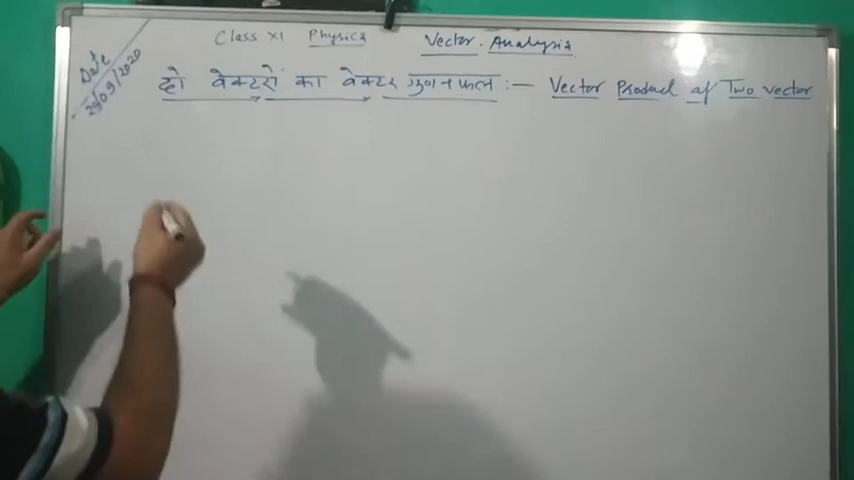 Date
29/09/2020
Class XI Physics Vector. Analysis
दो वेक्टरों का वेक्टर गुणनफल :— Vector Product of Two vector